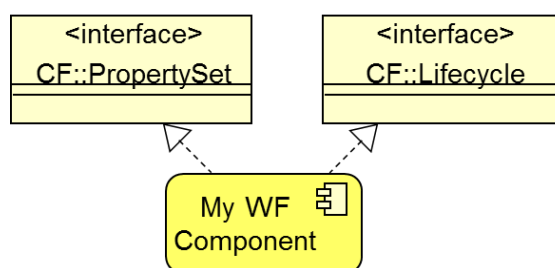 <interface>
CF::PropertySet
<interface>
CF::Lifecycle
My WF
Component